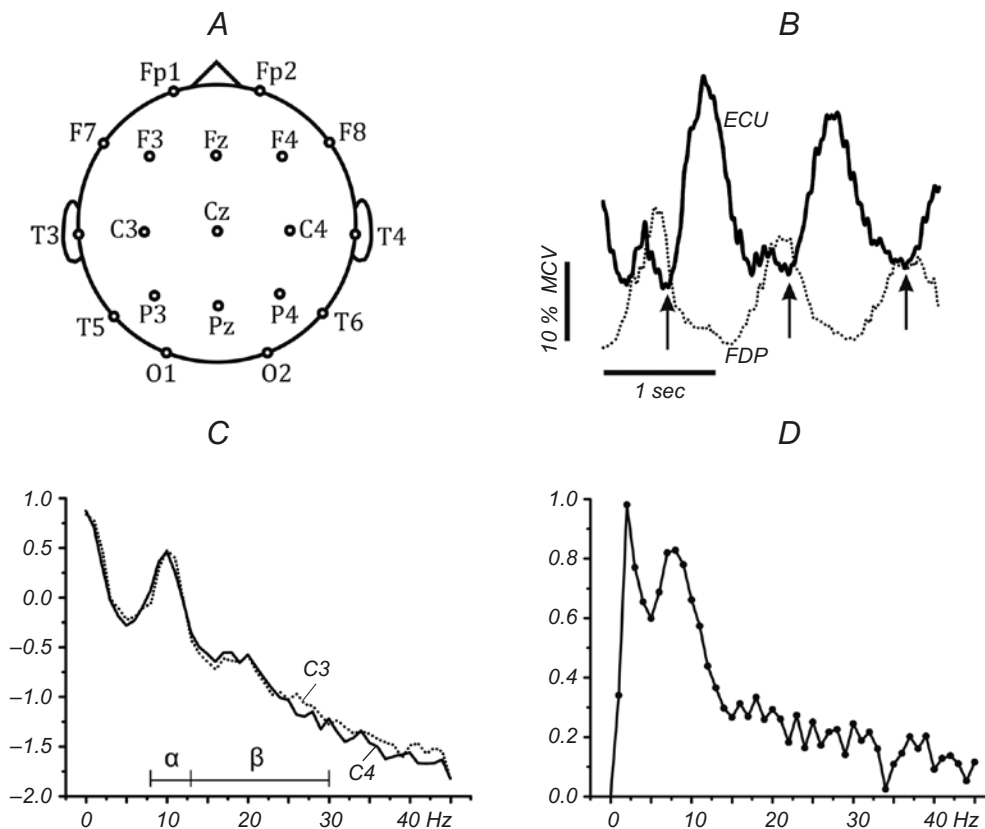 A
Fp1 Fp2
F7 F3 Fz F4 F8
T3 C3 Cz C4 T4
T5 P3 Pz P4 T6
O1 O2
B
ECU
10 % MCV
FDP
1 sec
C
1.0
0.5
0.0
–0.5
–1.0
–1.5
–2.0
C3
C4
α β
0 10 20 30 40 Hz
D
1.0
0.8
0.6
0.4
0.2
0.0
0 10 20 30 40 Hz